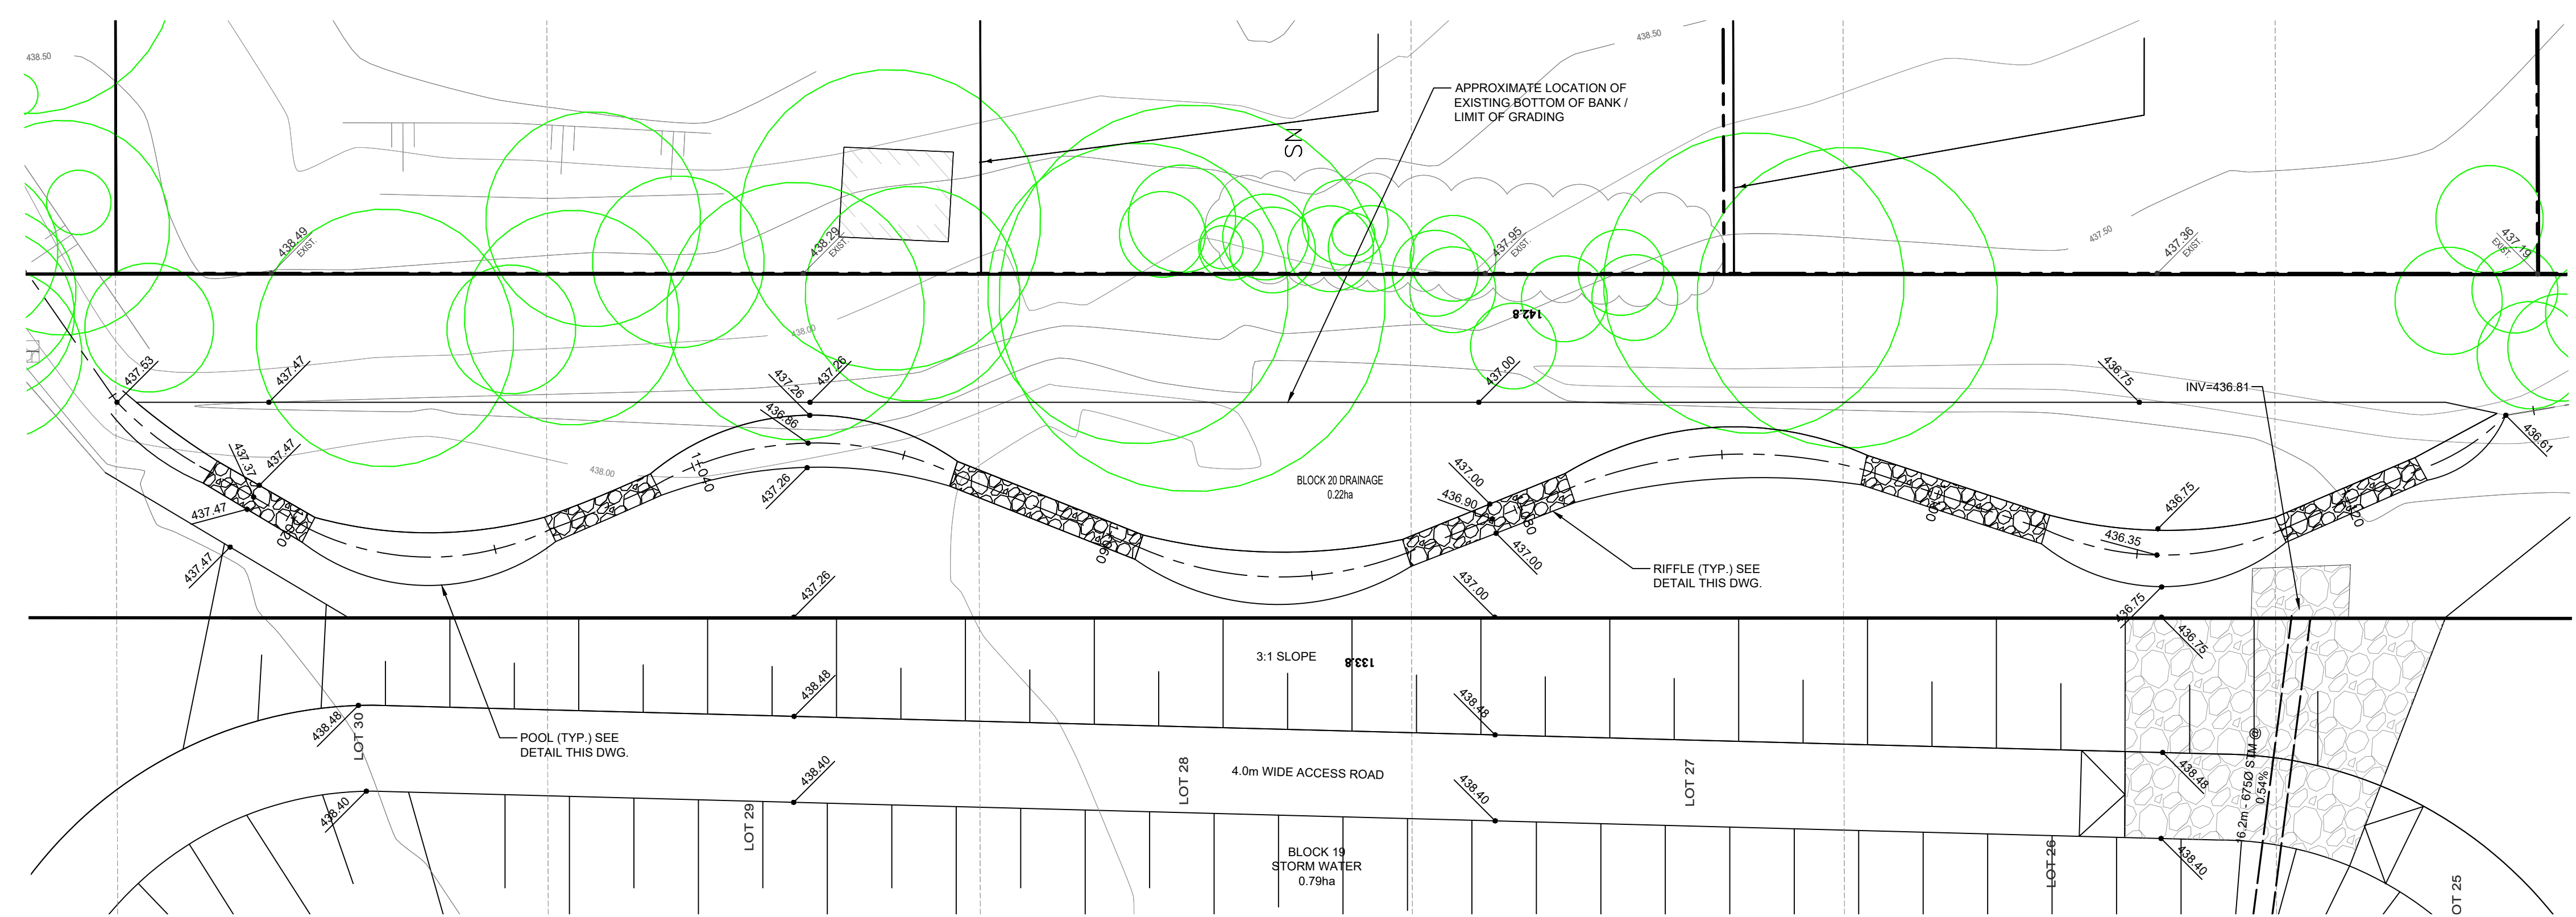 438.50
438.50
APPROXIMATE LOCATION OF
EXISTING BOTTOM OF BANK /
LIMIT OF GRADING
SM
438.49
EXIST.
438.29
EXIST.
437.95
EXIST.
437.50
437.36
EXIST.
437.19
EXIST.
438.00
142.8
437.53
437.47
437.26
437.26
437.00
436.75
INV=436.81
436.86
436.61
437.37
437.47
438.00
1+040
437.26
BLOCK 20 DRAINAGE
0.22ha
437.00
436.90
436.75
437.47
437.00
436.35
437.47
RIFFLE (TYP.) SEE
DETAIL THIS DWG.
437.26
437.00
436.75
436.75
3:1 SLOPE
133.8
438.48
438.48
438.48
LOT 30
POOL (TYP.) SEE
DETAIL THIS DWG.
438.40
438.40
438.40
LOT 29
LOT 28
4.0m WIDE ACCESS ROAD
LOT 27
438.48
16.2m - 675Ø STM @
0.54%
438.40
BLOCK 19
STORM WATER
0.79ha
LOT 26
OT 25